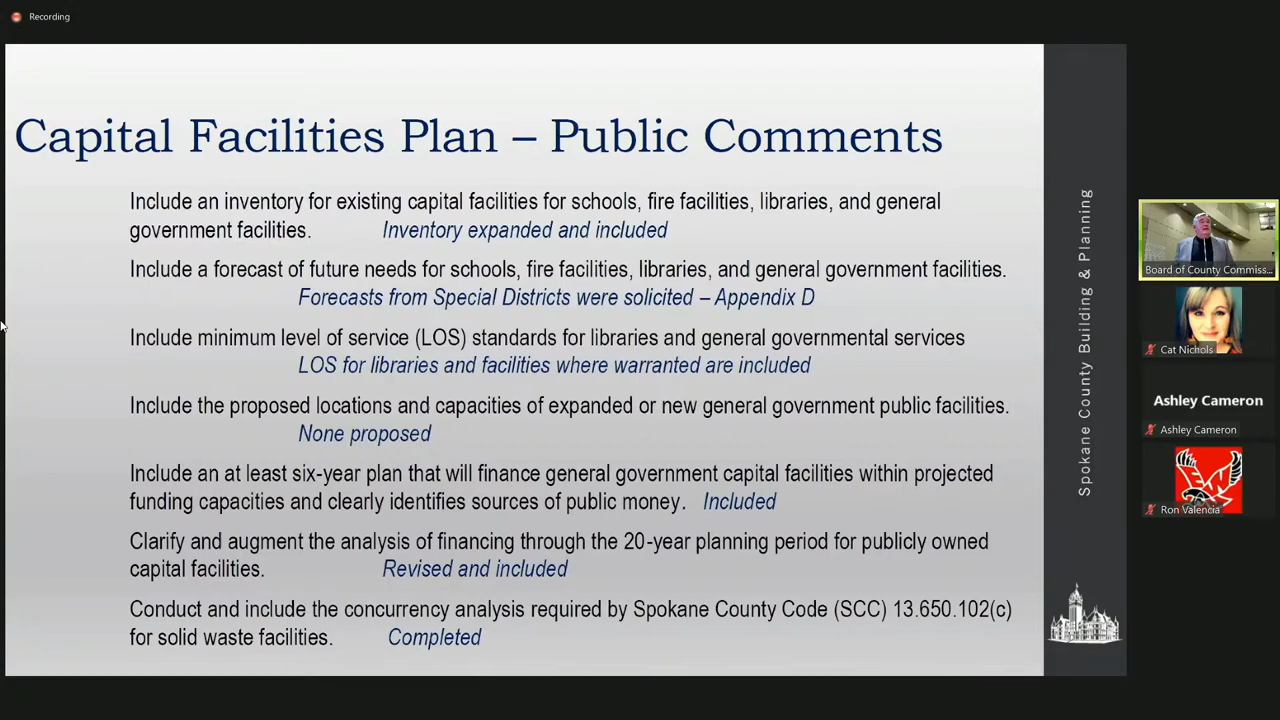 Recording
Capital Facilities Plan – Public Comments
Include an inventory for existing capital facilities for schools, fire facilities, libraries, and general
government facilities. Inventory expanded and included
Include a forecast of future needs for schools, fire facilities, libraries, and general government facilities.
Forecasts from Special Districts were solicited – Appendix D
Include minimum level of service (LOS) standards for libraries and general governmental services
LOS for libraries and facilities where warranted are included
Include the proposed locations and capacities of expanded or new general government public facilities.
None proposed
Include an at least six-year plan that will finance general government capital facilities within projected
funding capacities and clearly identifies sources of public money. Included
Clarify and augment the analysis of financing through the 20-year planning period for publicly owned
capital facilities. Revised and included
Conduct and include the concurrency analysis required by Spokane County Code (SCC) 13.650.102(c)
for solid waste facilities. Completed
Spokane County Building & Planning
Board of County Commiss...
Cat Nichols
Ashley Cameron
Ashley Cameron
Ron Valencia